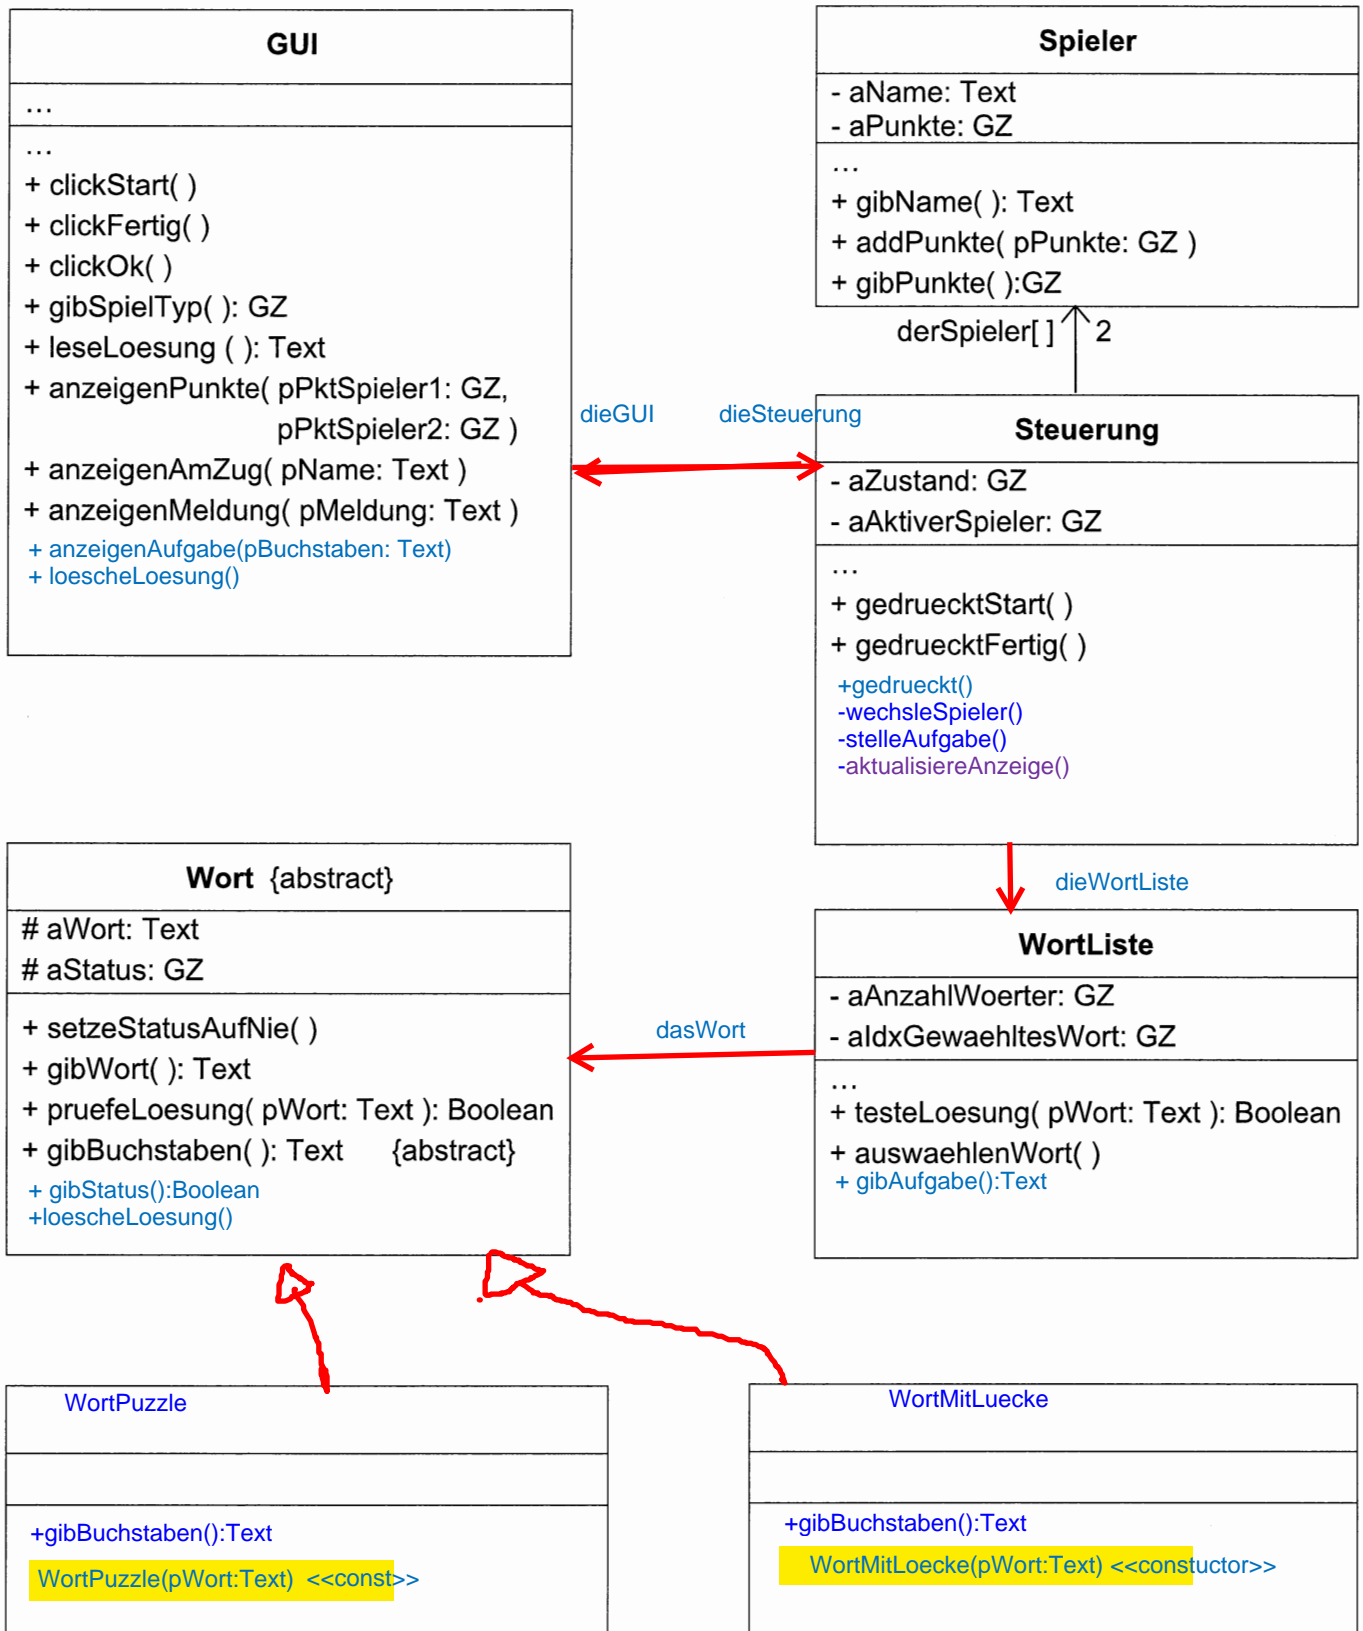 GUI
...
...
+ clickStart( )
+ clickFertig( )
+ clickOk( )
+ gibSpielTyp( ): GZ
+ leseLoesung ( ): Text
+ anzeigenPunkte( pPktSpieler1: GZ,
pPktSpieler2: GZ )
+ anzeigenAmZug( pName: Text )
+ anzeigenMeldung( pMeldung: Text )
+ anzeigenAufgabe(pBuchstaben: Text)
+ loescheLoesung()
Spieler
- aName: Text
- aPunkte: GZ
...
+ gibName( ): Text
+ addPunkte( pPunkte: GZ )
+ gibPunkte( ):GZ
derSpieler[ ] 2
dieGUI dieSteuerung
Steuerung
- aZustand: GZ
- aAktiverSpieler: GZ
...
+ gedruecktStart( )
+ gedruecktFertig( )
+gedrueckt()
-wechsleSpieler()
-stelleAufgabe()
-aktualisiereAnzeige()
dieWortListe
Wort {abstract}
# aWort: Text
# aStatus: GZ
+ setzeStatusAufNie( )
+ gibWort( ): Text
+ pruefeLoesung( pWort: Text ): Boolean
+ gibBuchstaben( ): Text {abstract}
+ gibStatus():Boolean
+loescheLoesung()
dasWort
WortListe
- aAnzahlWoerter: GZ
- aIdxGewaehltesWort: GZ
...
+ testeLoesung( pWort: Text ): Boolean
+ auswaehlenWort( )
+ gibAufgabe():Text
WortPuzzle
+gibBuchstaben():Text
WortPuzzle(pWort:Text) <<const>>
WortMitLuecke
+gibBuchstaben():Text
WortMitLoecke(pWort:Text) <<constuctor>>